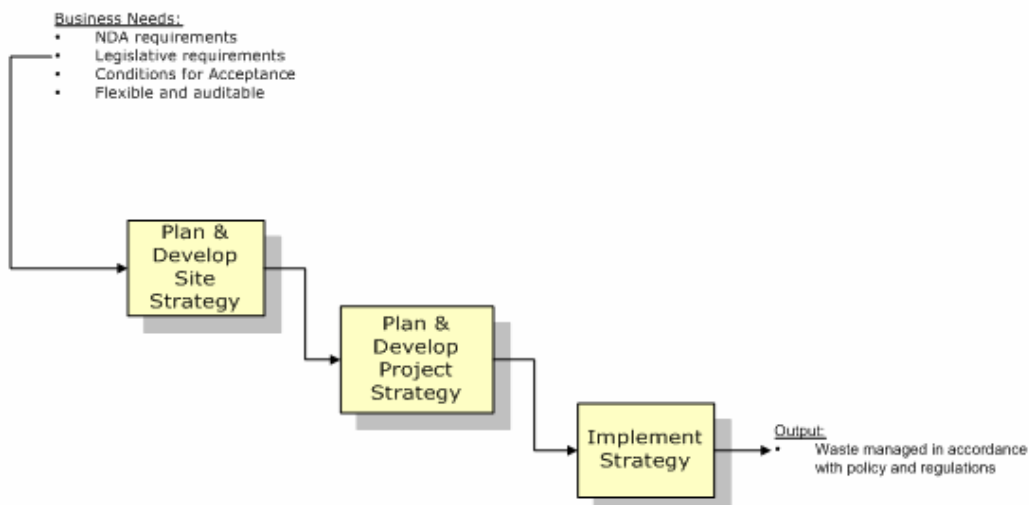 Business Needs:
• NDA requirements
• Legislative requirements
• Conditions for Acceptance
• Flexible and auditable
Plan &
Develop
Site
Strategy
Plan &
Develop
Project
Strategy
Implement
Strategy
Output:
• Waste managed in accordance
with policy and regulations